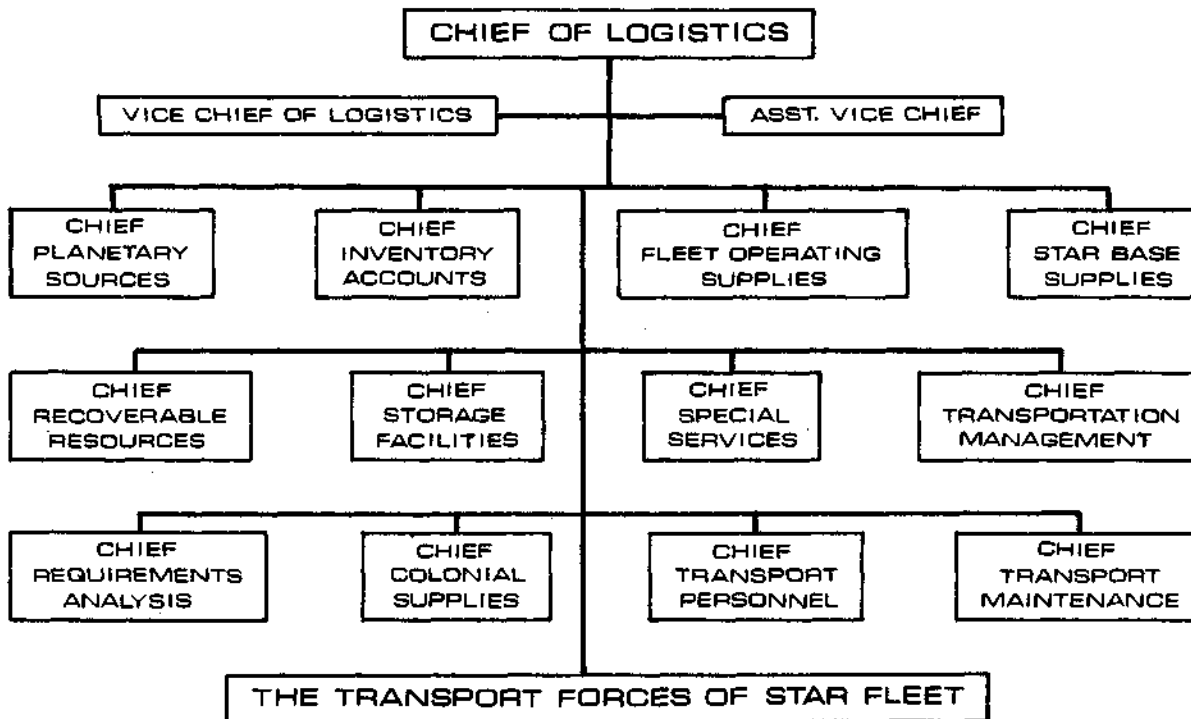 CHIEF OF LOGISTICS
VICE CHIEF OF LOGISTICS
ASST. VICE CHIEF
CHIEF
PLANETARY
SOURCES
CHIEF
INVENTORY
ACCOUNTS
CHIEF
FLEET OPERATING
SUPPLIES
CHIEF
STAR BASE
SUPPLIES
CHIEF
RECOVERABLE
RESOURCES
CHIEF
STORAGE
FACILITIES
CHIEF
SPECIAL
SERVICES
CHIEF
TRANSPORTATION
MANAGEMENT
CHIEF
REQUIREMENTS
ANALYSIS
CHIEF
COLONIAL
SUPPLIES
CHIEF
TRANSPORT
PERSONNEL
CHIEF
TRANSPORT
MAINTENANCE
THE TRANSPORT FORCES OF STAR FLEET